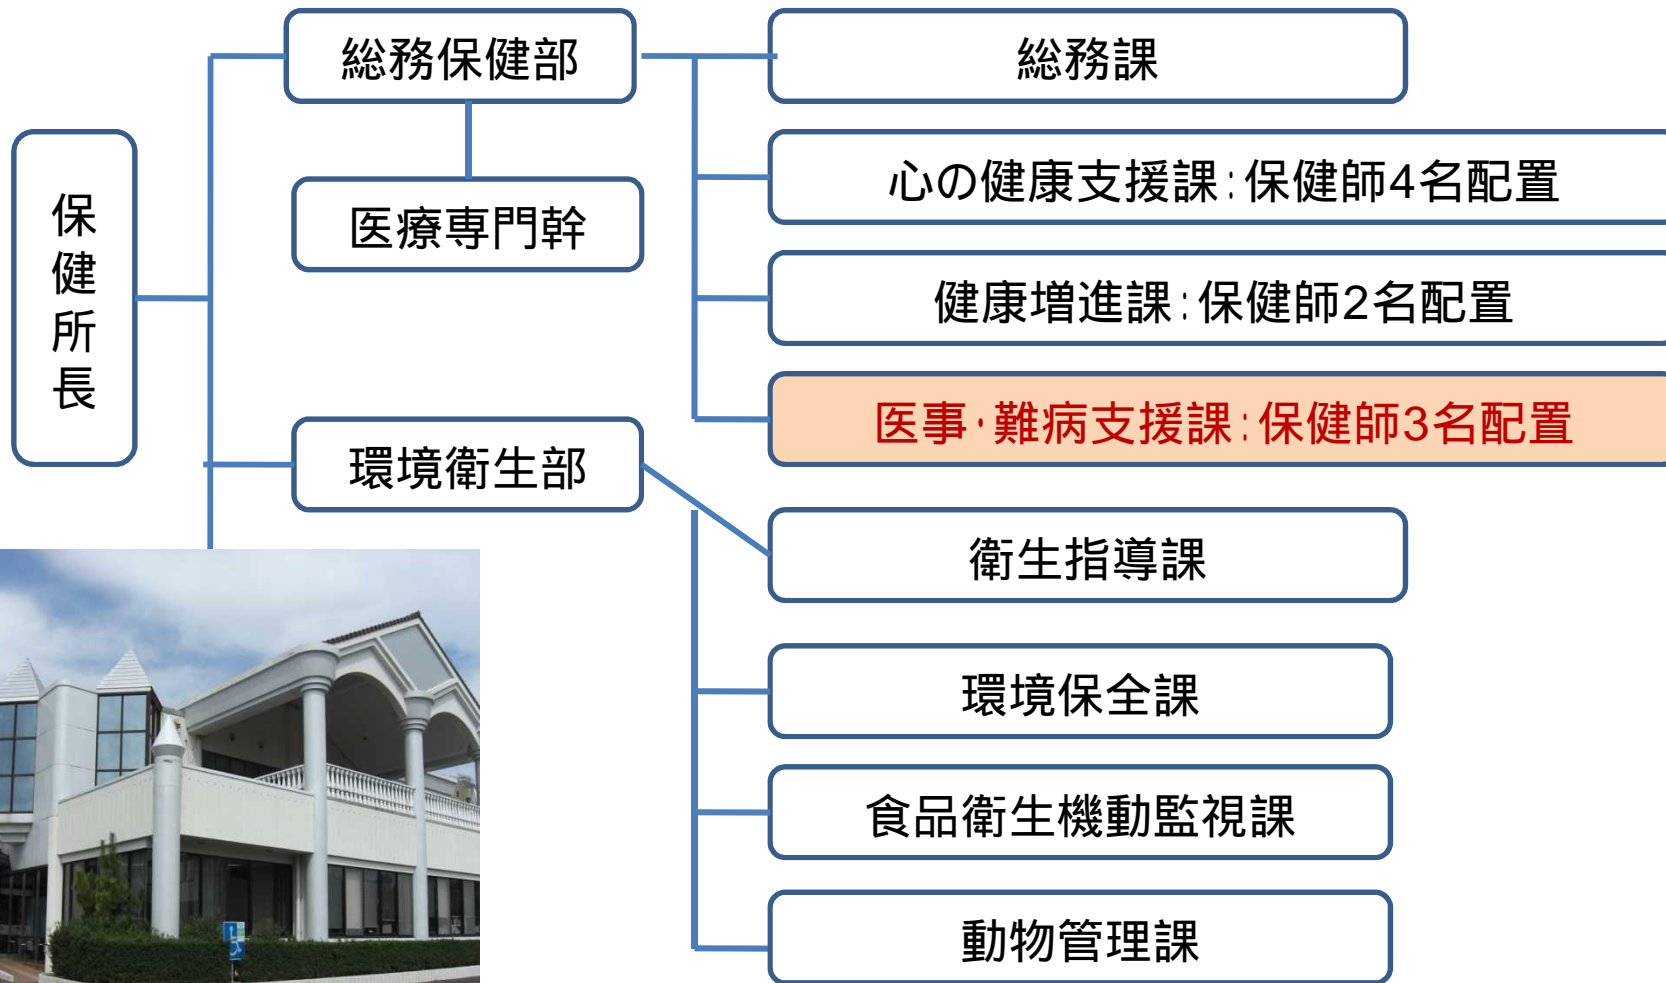 保健所長
総務保健部
医療専門幹
総務課
心の健康支援課:保健師4名配置
健康増進課:保健師2名配置
医事・難病支援課:保健師3名配置
環境衛生部
衛生指導課
環境保全課
食品衛生機動監視課
動物管理課